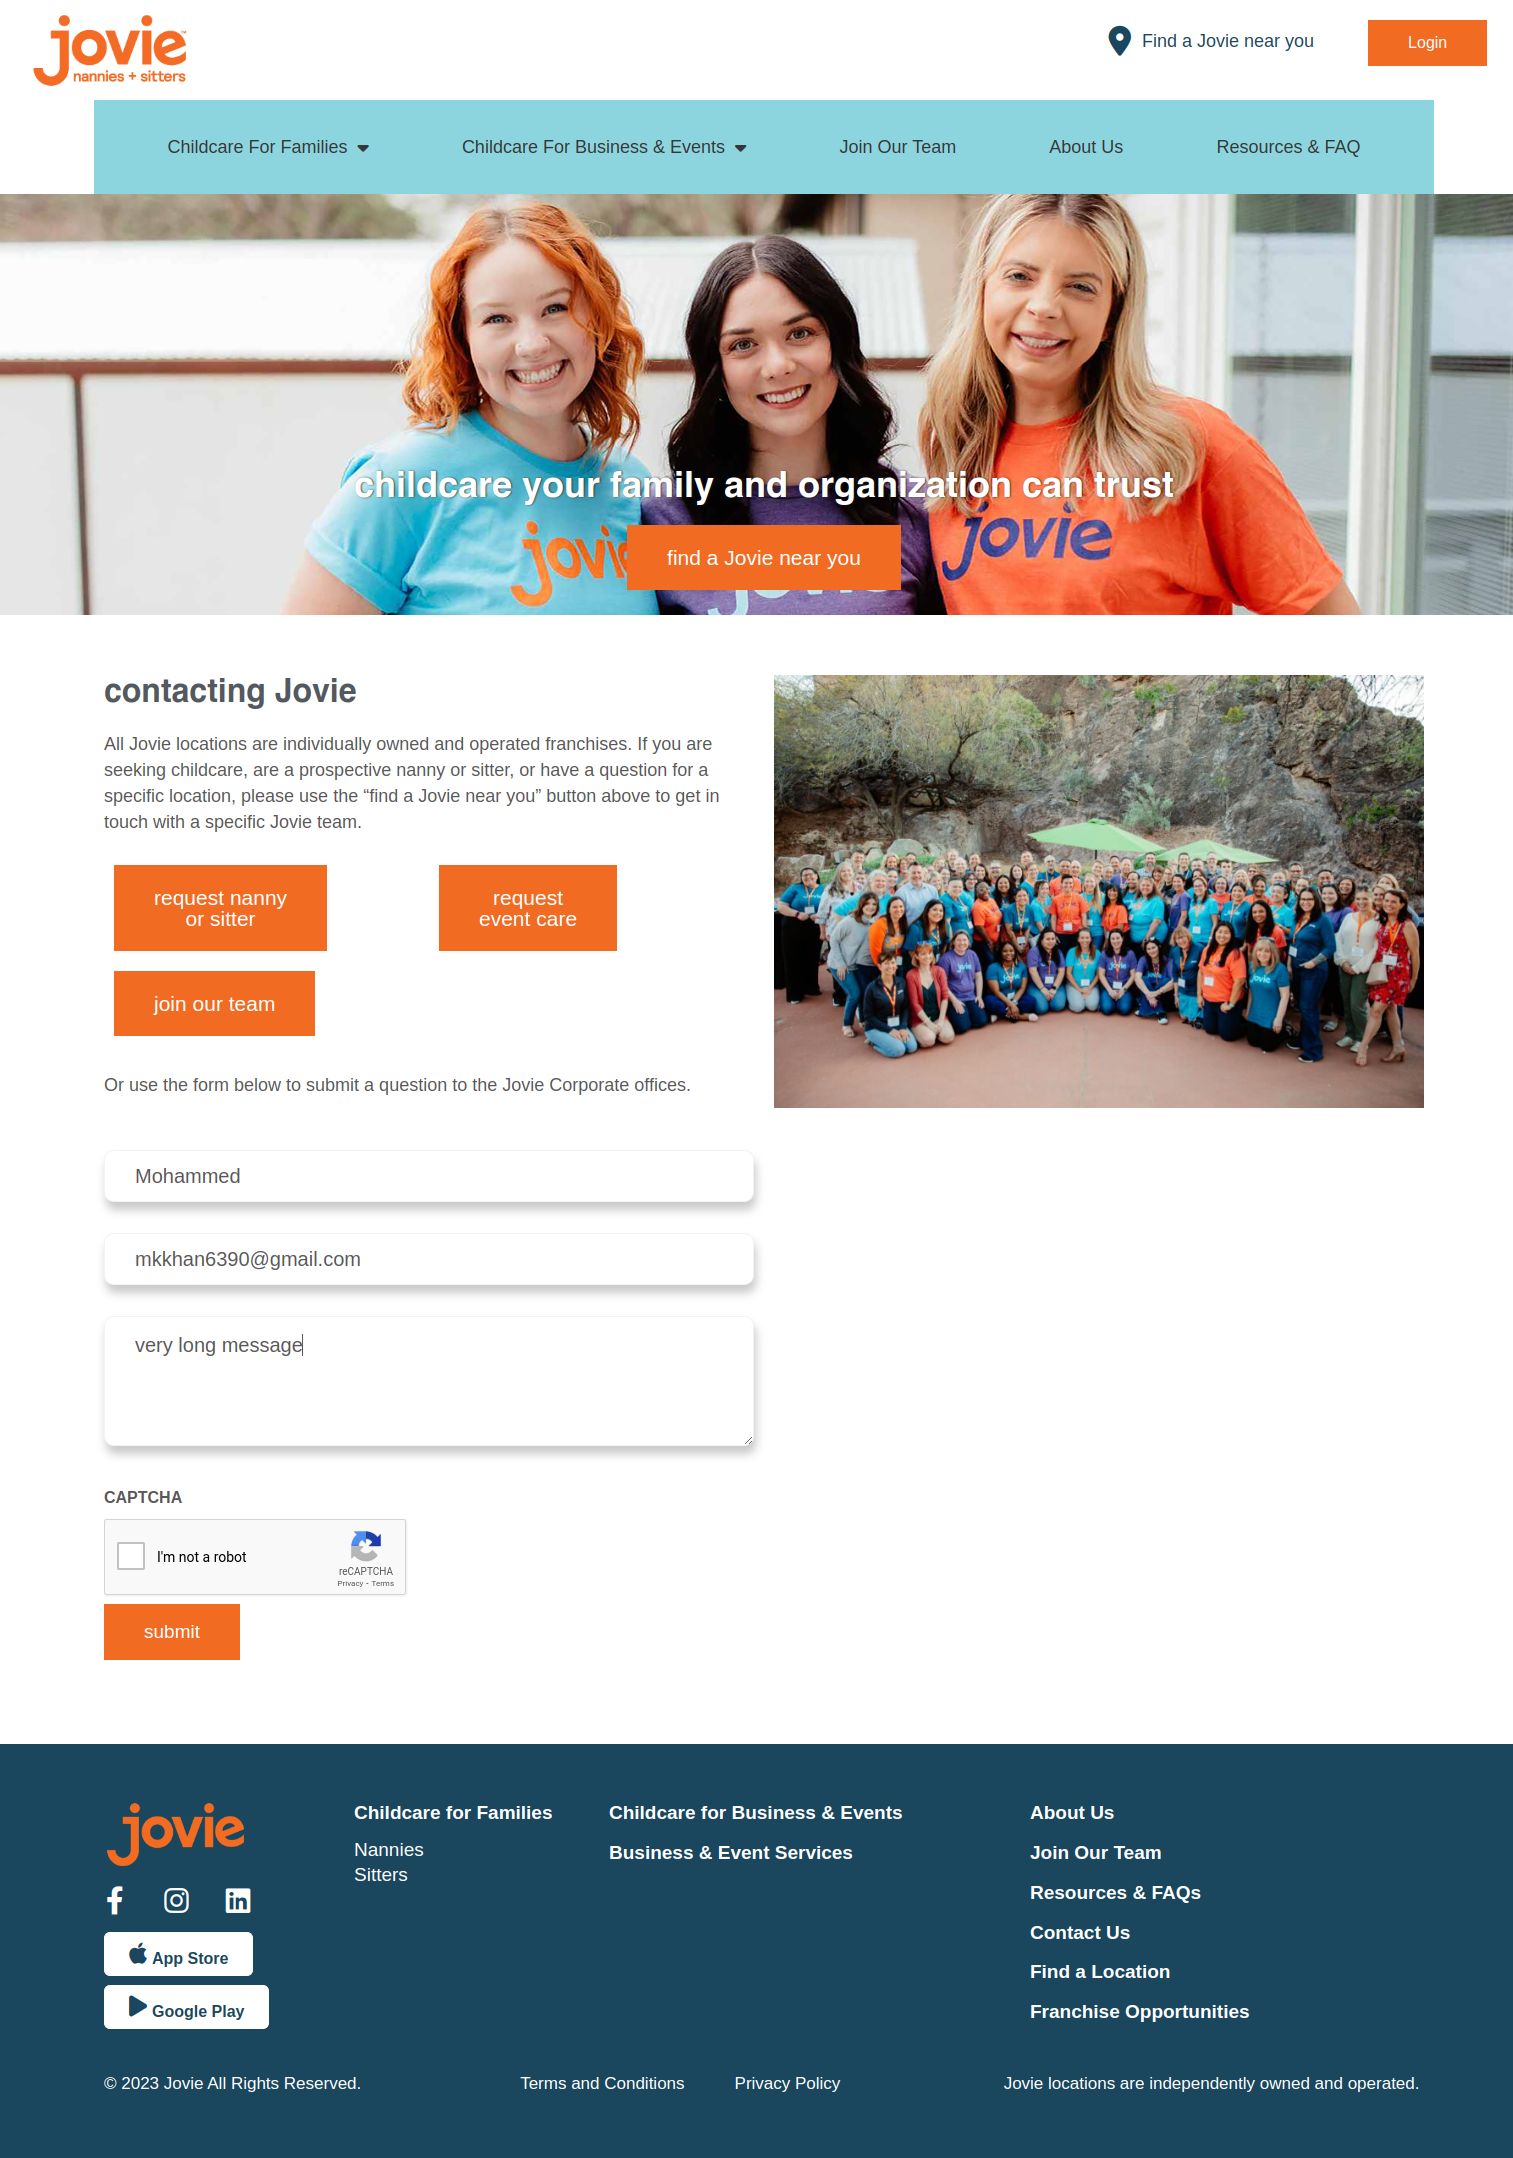 jovie
nannies + sitters
Find a Jovie near you
Login
Childcare For Families
Childcare For Business & Events
Join Our Team
About Us
Resources & FAQ
childcare your family and organization can trust
jovie
jovie
jovie
find a Jovie near you
contacting Jovie
All Jovie locations are individually owned and operated franchises. If you are
seeking childcare, are a prospective nanny or sitter, or have a question for a
specific location, please use the “find a Jovie near you” button above to get in
touch with a specific Jovie team.
request nanny
or sitter
request
event care
join our team
Or use the form below to submit a question to the Jovie Corporate offices.
Mohammed
mkkhan6390@gmail.com
very long message
CAPTCHA
I'm not a robot
reCAPTCHA
Privacy - Terms
submit
jovie
App Store
Google Play
Childcare for Families
Nannies
Sitters
Childcare for Business & Events
Business & Event Services
About Us
Join Our Team
Resources & FAQs
Contact Us
Find a Location
Franchise Opportunities
© 2023 Jovie All Rights Reserved.
Terms and Conditions
Privacy Policy
Jovie locations are independently owned and operated.